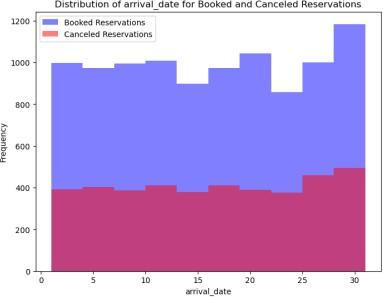 Distribution of arrival_date for Booked and Canceled Reservations
Booked Reservations
Canceled Reservations
1200
1000
800
600
400
200
0
Frequency
0 5 10 15 20 25 30
arrival_date